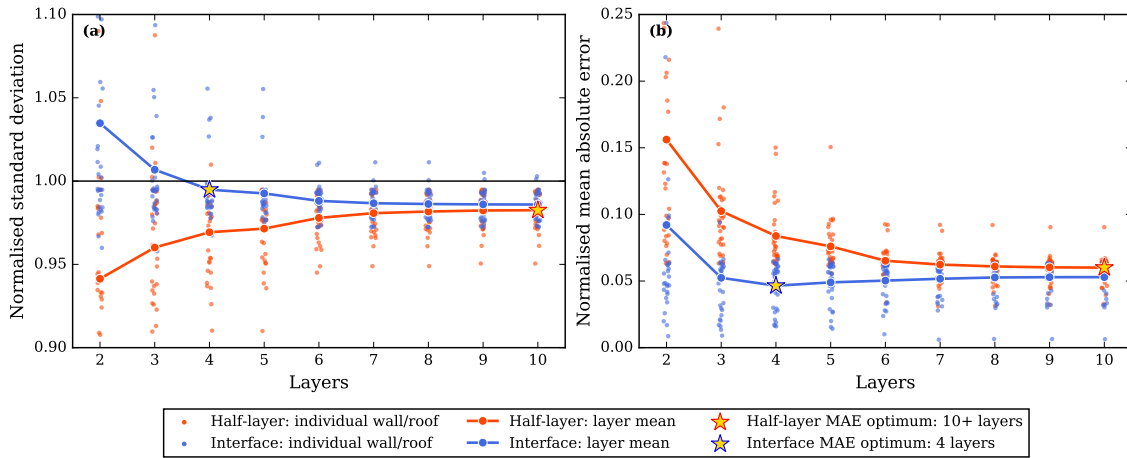 (a)
Normalised standard deviation
1.10
1.05
1.00
0.95
0.90
2 3 4 5 6 7 8 9 10
Layers
(b)
Normalised mean absolute error
0.25
0.20
0.15
0.10
0.05
0.00
2 3 4 5 6 7 8 9 10
Layers
Half-layer: individual wall/roof
Interface: individual wall/roof
Half-layer: layer mean
Interface: layer mean
Half-layer MAE optimum: 10+ layers
Interface MAE optimum: 4 layers